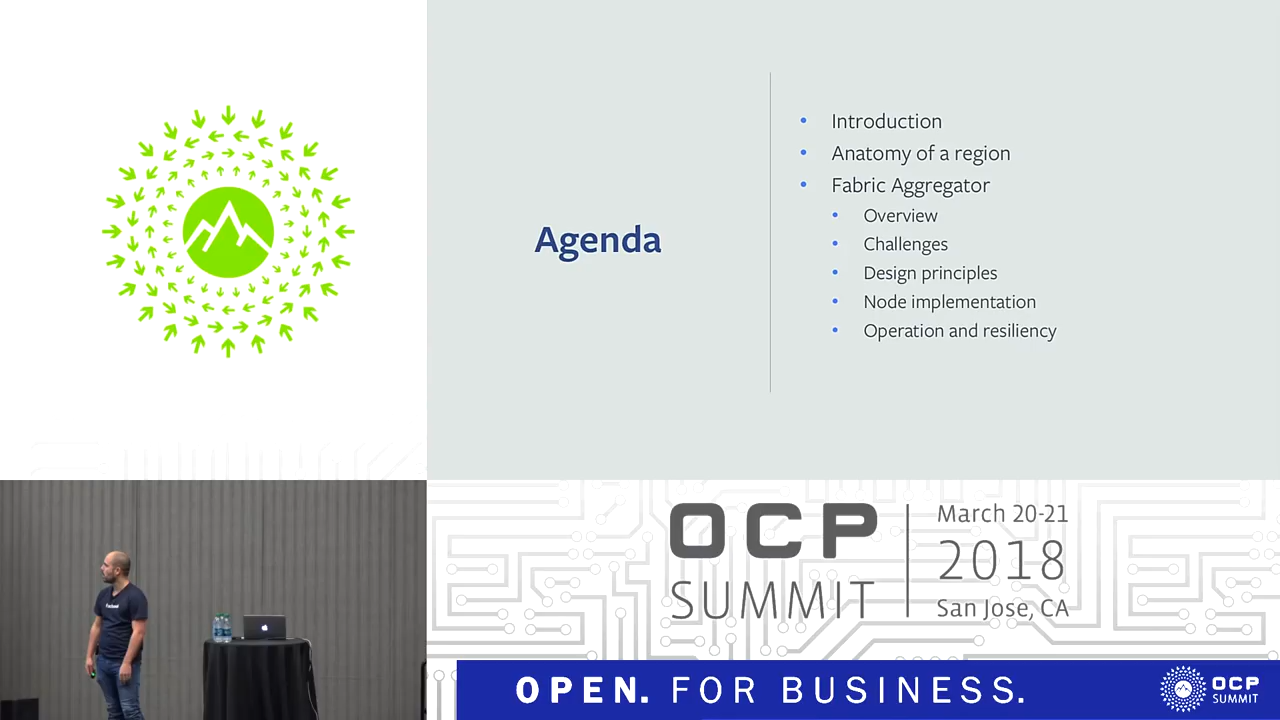 Agenda
• Introduction
• Anatomy of a region
• Fabric Aggregator
• Overview
• Challenges
• Design principles
• Node implementation
• Operation and resiliency
OCP
SUMMIT
March 20-21
2018
San Jose, CA
OPEN. FOR BUSINESS.
OCP
SUMMIT